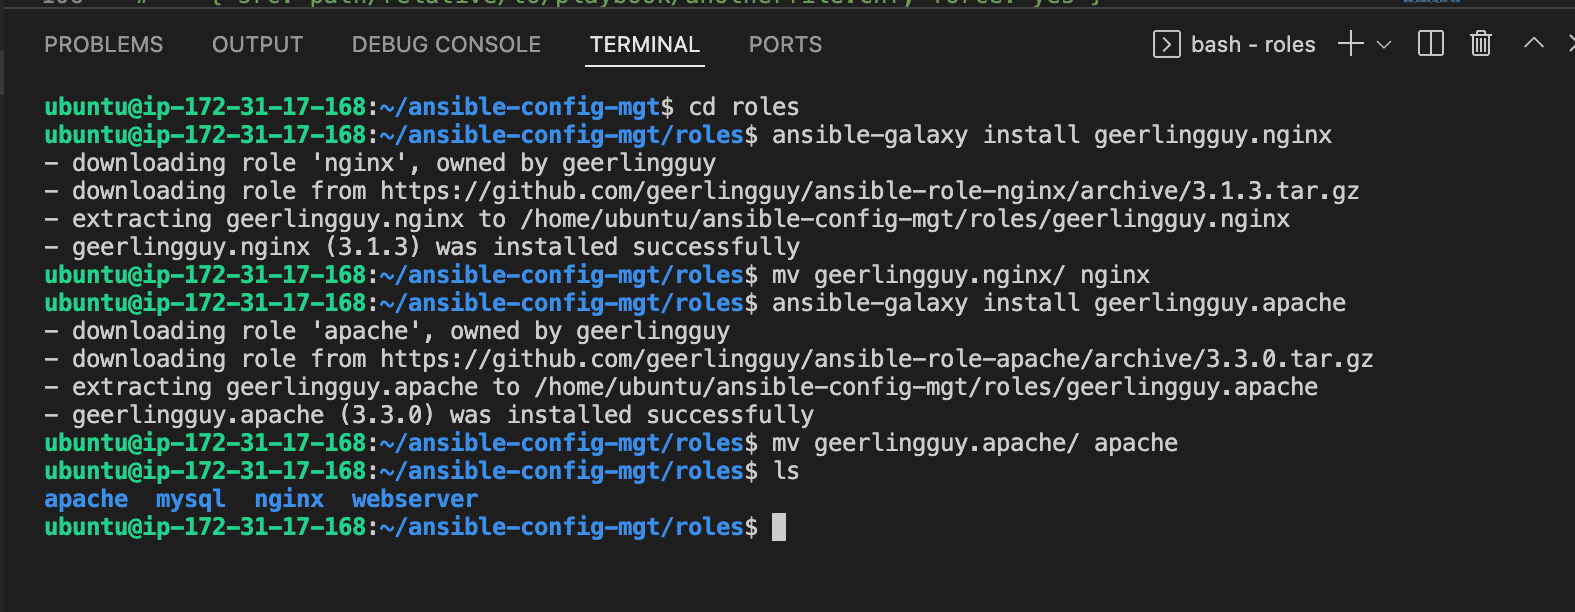 PROBLEMS OUTPUT DEBUG CONSOLE TERMINAL PORTS bash - roles
ubuntu@ip-172-31-17-168:~/ansible-config-mgt$ cd roles
ubuntu@ip-172-31-17-168:~/ansible-config-mgt/roles$ ansible-galaxy install geerlingguy.nginx
- downloading role 'nginx', owned by geerlingguy
- downloading role from https://github.com/geerlingguy/ansible-role-nginx/archive/3.1.3.tar.gz
- extracting geerlingguy.nginx to /home/ubuntu/ansible-config-mgt/roles/geerlingguy.nginx
- geerlingguy.nginx (3.1.3) was installed successfully
ubuntu@ip-172-31-17-168:~/ansible-config-mgt/roles$ mv geerlingguy.nginx/ nginx
ubuntu@ip-172-31-17-168:~/ansible-config-mgt/roles$ ansible-galaxy install geerlingguy.apache
- downloading role 'apache', owned by geerlingguy
- downloading role from https://github.com/geerlingguy/ansible-role-apache/archive/3.3.0.tar.gz
- extracting geerlingguy.apache to /home/ubuntu/ansible-config-mgt/roles/geerlingguy.apache
- geerlingguy.apache (3.3.0) was installed successfully
ubuntu@ip-172-31-17-168:~/ansible-config-mgt/roles$ mv geerlingguy.apache/ apache
ubuntu@ip-172-31-17-168:~/ansible-config-mgt/roles$ ls
apache mysql nginx webserver
ubuntu@ip-172-31-17-168:~/ansible-config-mgt/roles$